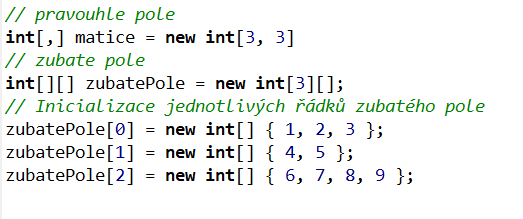 // pravouhle pole
int[,] matice = new int[3, 3]
// zubate pole
int[][] zubatePole = new int[3][];
// Inicializace jednotlivých řádků zubatého pole
zubatePole[0] = new int[] { 1, 2, 3 };
zubatePole[1] = new int[] { 4, 5 };
zubatePole[2] = new int[] { 6, 7, 8, 9 };